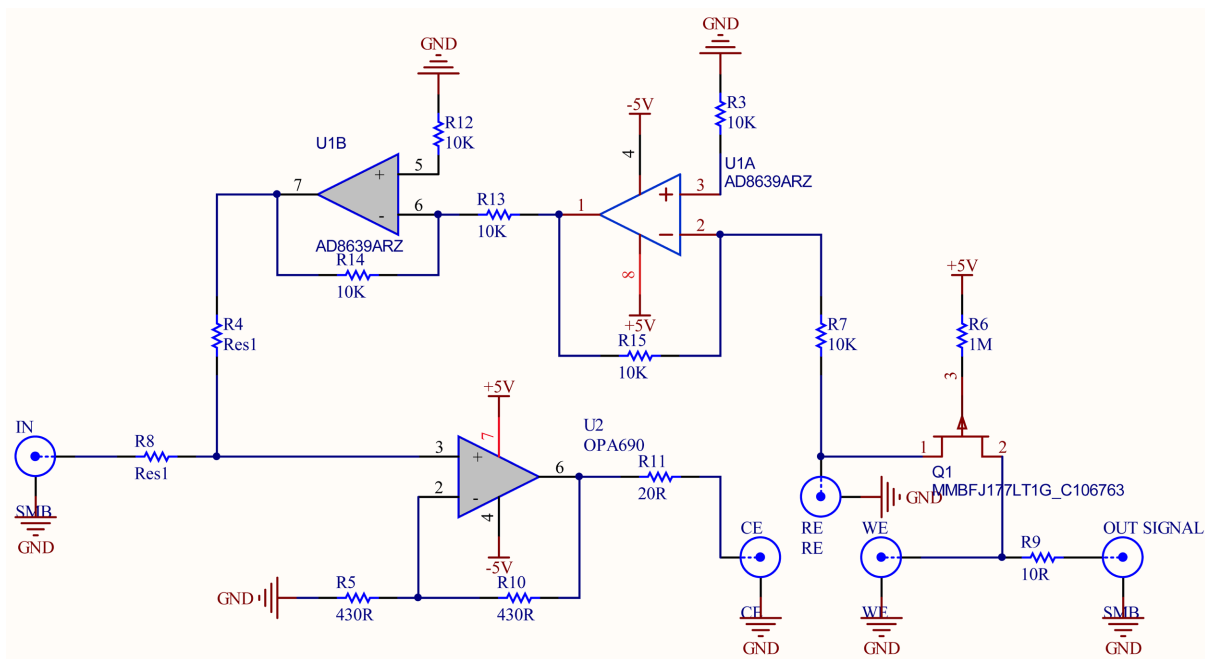 GND
GND
R12
10K
-5V
4
R3
10K
U1B
7
5
6
+
-
AD8639ARZ
R14
10K
R13
10K
1
3
2
U1A
AD8639ARZ
8
+5V
R15
10K
R4
Res1
R7
10K
+5V
R6
1M
3
IN
R8
Res1
SMB
GND
+5V
7
3
2
+
-
6
4
-5V
U2
OPA690
R11
20R
1
2
Q1
MMBFJ177LT1G_C106763
GND
RE
RE
CE
CE
GND
WE
WE
GND
R9
10R
OUT SIGNAL
SMB
GND
GND
R5
430R
R10
430R